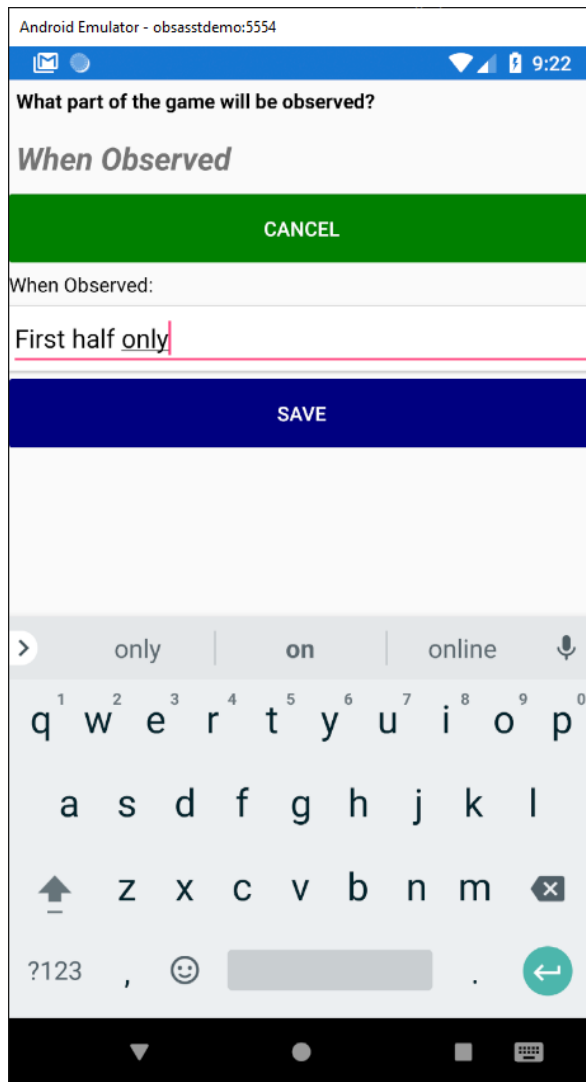 Android Emulator - obsasstdemo:5554
9:22
What part of the game will be observed?
When Observed
CANCEL
When Observed:
First half only
SAVE
only on online
1 2 3 4 5 6 7 8 9 0
q w e r t y u i o p
a s d f g h j k l
z x c v b n m
?123 , .